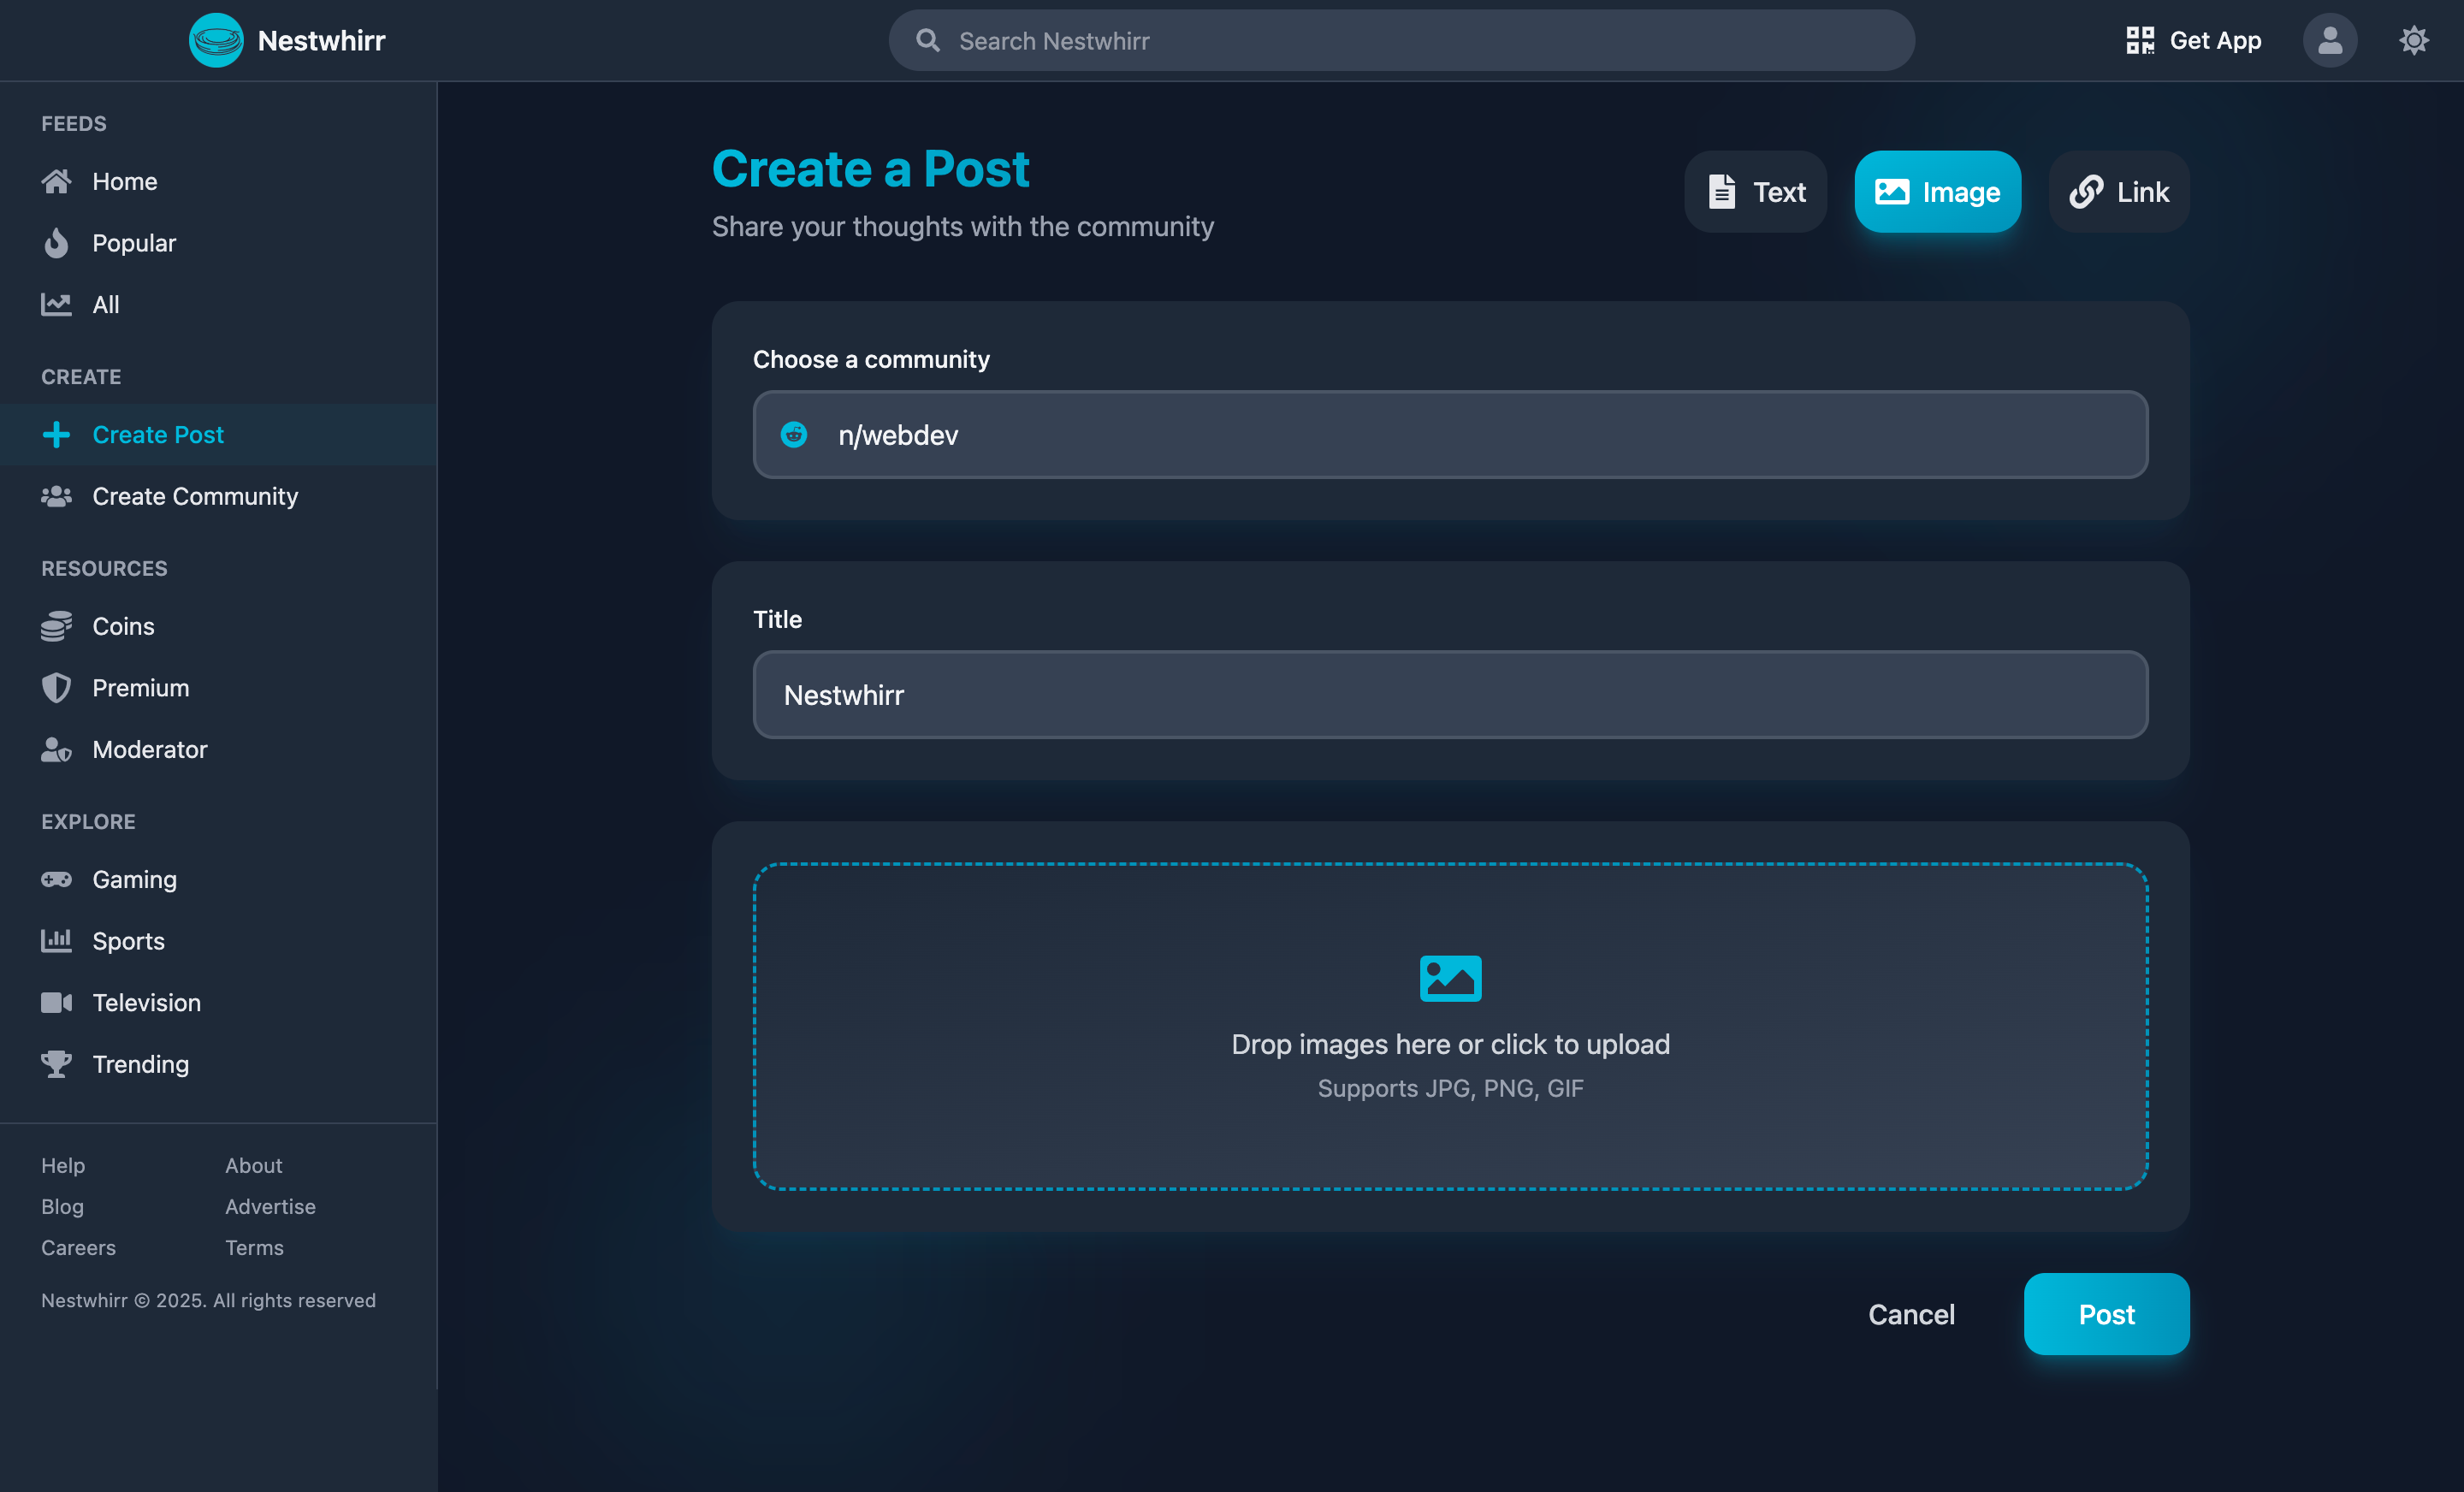 Nestwhirr
Search Nestwhirr
Get App
FEEDS
Home
Popular
All
CREATE
Create Post
Create Community
RESOURCES
Coins
Premium
Moderator
EXPLORE
Gaming
Sports
Television
Trending
Help
About
Blog
Advertise
Careers
Terms
Nestwhirr © 2025. All rights reserved
Create a Post
Share your thoughts with the community
Text
Image
Link
Choose a community
n/webdev
Title
Nestwhirr
Drop images here or click to upload
Supports JPG, PNG, GIF
Cancel
Post